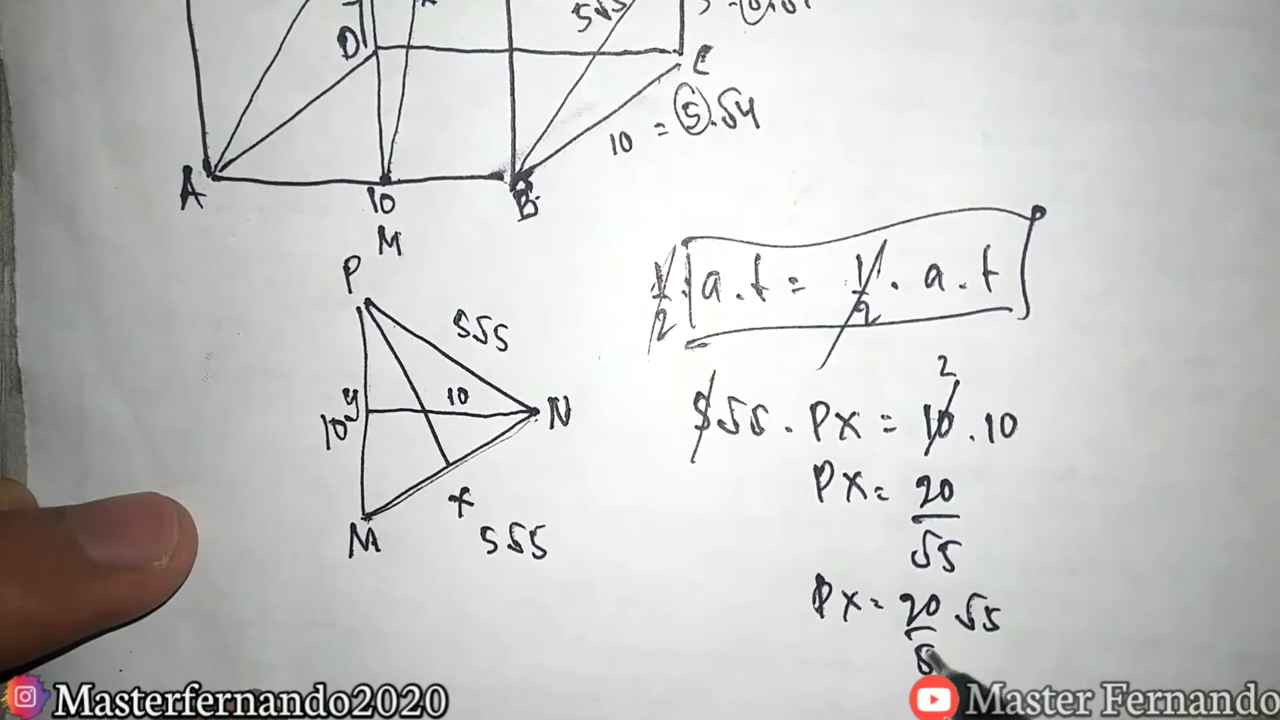 5√5
D
C
10 = 5.√4
A
10
B
M
P
5√5
1/2 . a.t = 1/2 . a.t
2
y
10
10
N
5√5 . PX = 10 . 10
PX = 20/√5
x
M
5√5
PX = 20/5 √5
Masterfernando2020
Master Fernando